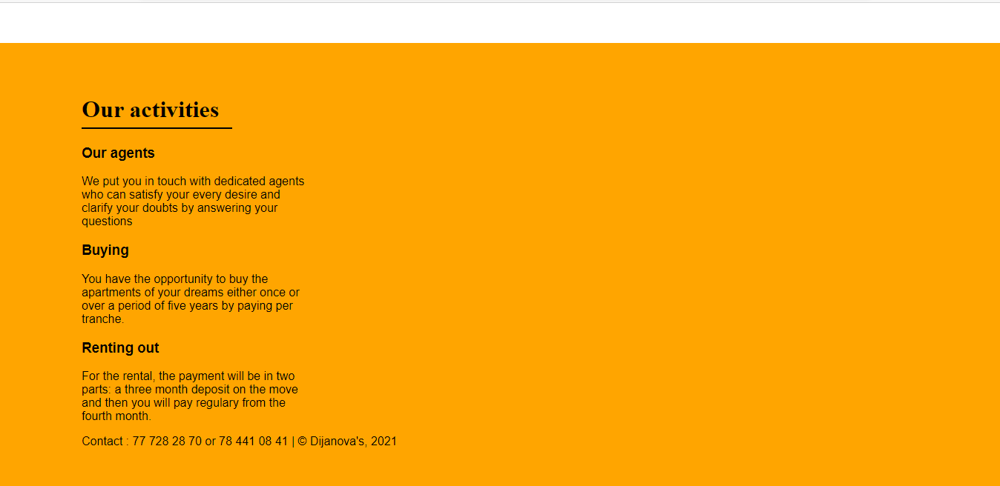 Our activities
Our agents
We put you in touch with dedicated agents
who can satisfy your every desire and
clarify your doubts by answering your
questions
Buying
You have the opportunity to buy the
apartments of your dreams either once or
over a period of five years by paying per
tranche.
Renting out
For the rental, the payment will be in two
parts: a three month deposit on the move
and then you will pay regulary from the
fourth month.
Contact : 77 728 28 70 or 78 441 08 41 | © Dijanova's, 2021